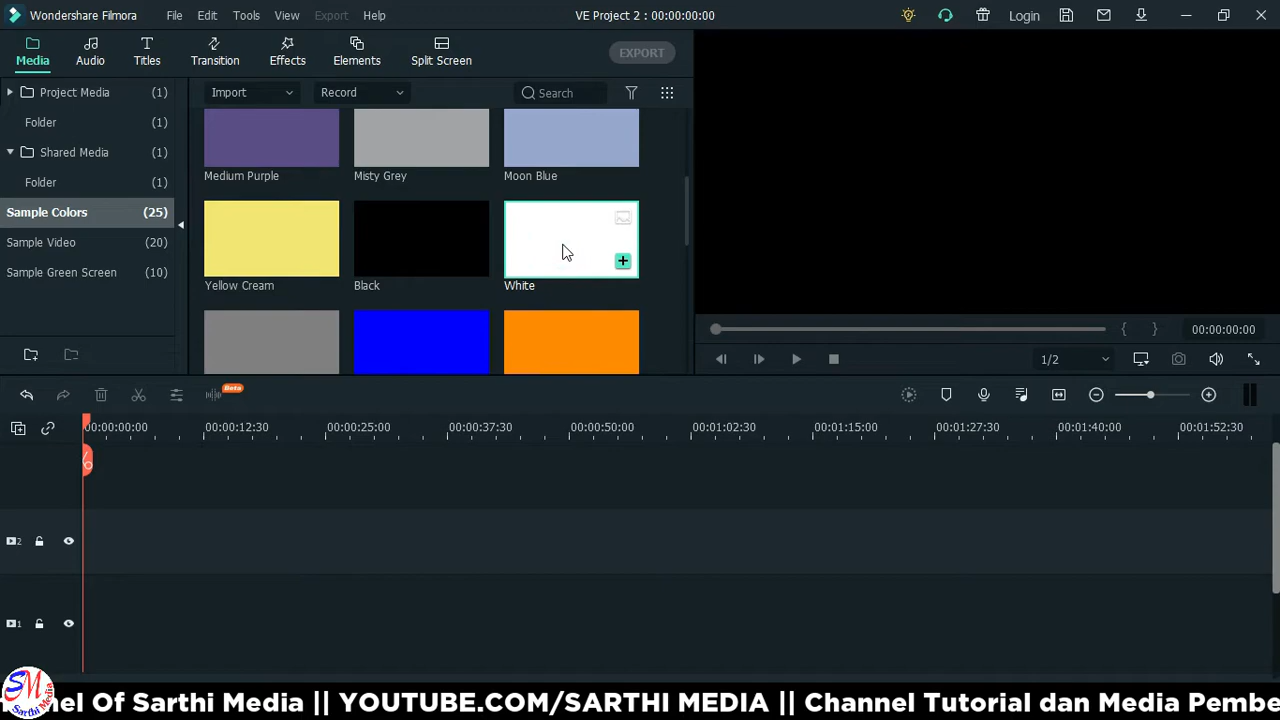 Wondershare Filmora File Edit Tools View Export Help VE Project 2 : 00:00:00:00 Login
Media Audio Titles Transition Effects Elements Split Screen EXPORT
Project Media (1)
Folder (1)
Shared Media (1)
Folder (1)
Sample Colors (25)
Sample Video (20)
Sample Green Screen (10)
Import Record Search
Medium Purple Misty Grey Moon Blue
Yellow Cream Black White
00:00:00:00
1/2
Beta
00:00:00:00 00:00:12:30 00:00:25:00 00:00:37:30 00:00:50:00 00:01:02:30 00:01:15:00 00:01:27:30 00:01:40:00 00:01:52:30
2
1
SM
Sarthi Media
nnel Of Sarthi Media || YOUTUBE.COM/SARTHI MEDIA || Channel Tutorial dan Media Pembe